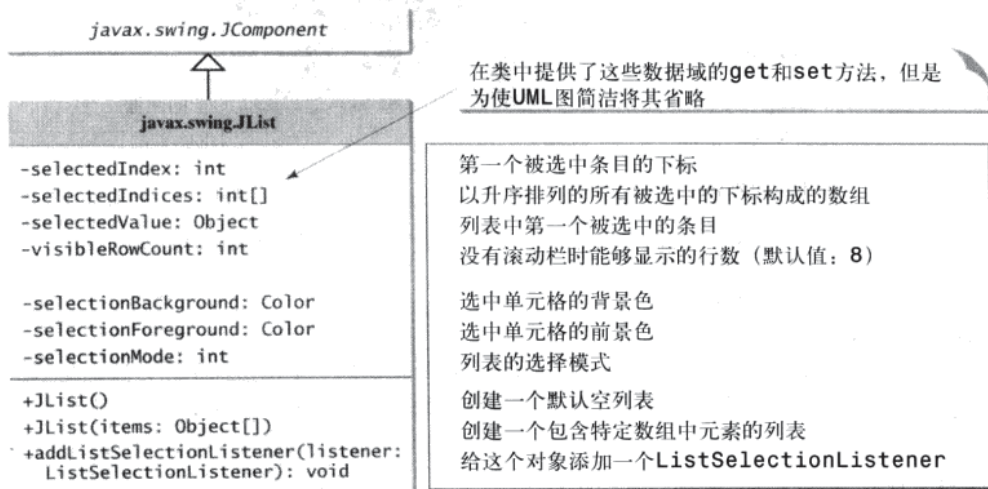 javax.swing.JComponent
在类中提供了这些数据域的get和set方法，但是
为使UML图简洁将其省略
javax.swing.JList
-selectedIndex: int
-selectedIndices: int[]
-selectedValue: Object
-visibleRowCount: int
-selectionBackground: Color
-selectionForeground: Color
-selectionMode: int
+JList()
+JList(items: Object[])
+addListSelectionListener(listener:
ListSelectionListener): void
第一个被选中条目的下标
以升序排列的所有被选中的下标构成的数组
列表中第一个被选中的条目
没有滚动栏时能够显示的行数（默认值：8）
选中单元格的背景色
选中单元格的前景色
列表的选择模式
创建一个默认空列表
创建一个包含特定数组中元素的列表
给这个对象添加一个ListSelectionListener